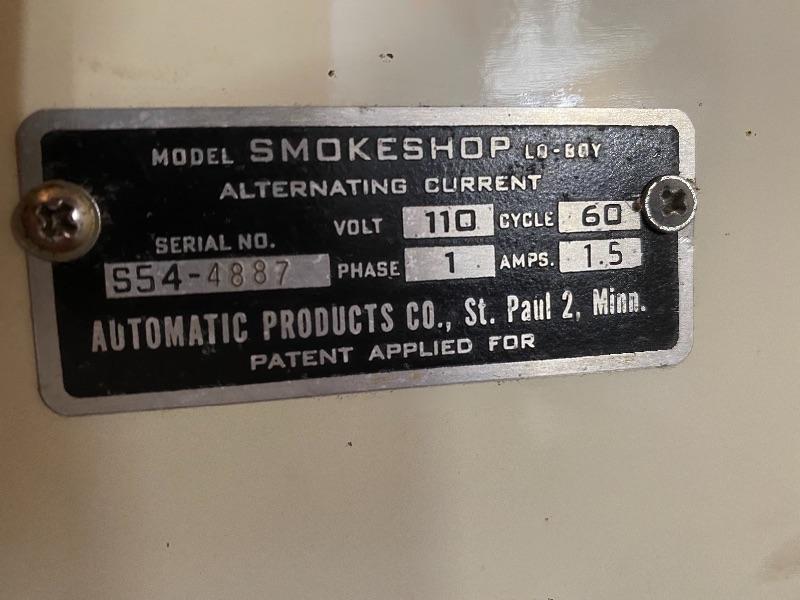 MODEL SMOKESHOP LO-BOY
ALTERNATING CURRENT
VOLT 110 CYCLE 60
SERIAL NO.
S54-4887 PHASE 1 AMPS. 1.5
AUTOMATIC PRODUCTS CO., St. Paul 2, Minn.
PATENT APPLIED FOR